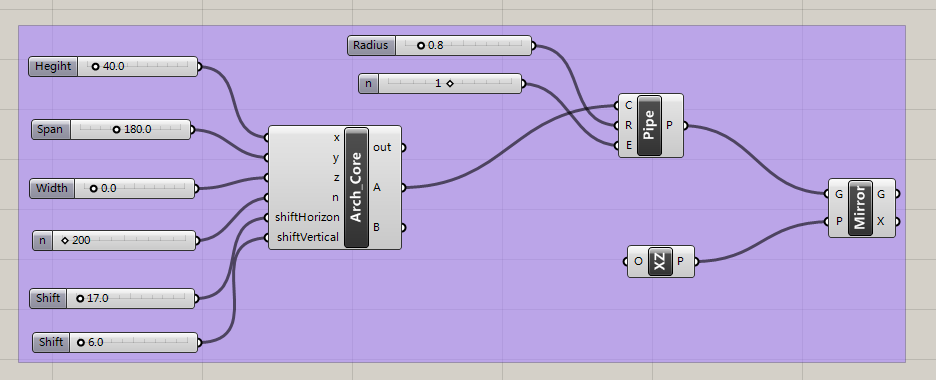 Radius 0.8
Hegiht 40.0
n 1
Span 180.0
Width 0.0
n 200
Shift 17.0
Shift 6.0
x
y
z
n
shiftHorizon
shiftVertical
Arch_Core
out
A
B
C
R
E
Pipe
P
O
XZ
P
G
P
Mirror
G
X